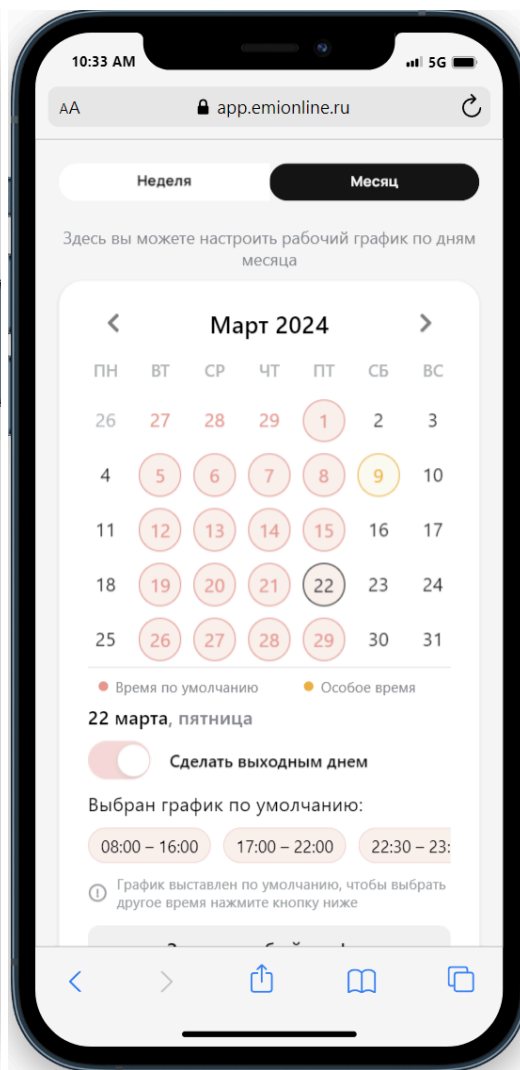 10:33 AM 5G
AA app.emionline.ru
Неделя Месяц
Здесь вы можете настроить рабочий график по дням
месяца
Март 2024
ПН ВТ СР ЧТ ПТ СБ ВС
26 27 28 29 1 2 3
4 5 6 7 8 9 10
11 12 13 14 15 16 17
18 19 20 21 22 23 24
25 26 27 28 29 30 31
Время по умолчанию Особое время
22 марта, пятница
Сделать выходным днем
Выбран график по умолчанию:
08:00 – 16:00 17:00 – 22:00 22:30 – 23:
График выставлен по умолчанию, чтобы выбрать
другое время нажмите кнопку ниже